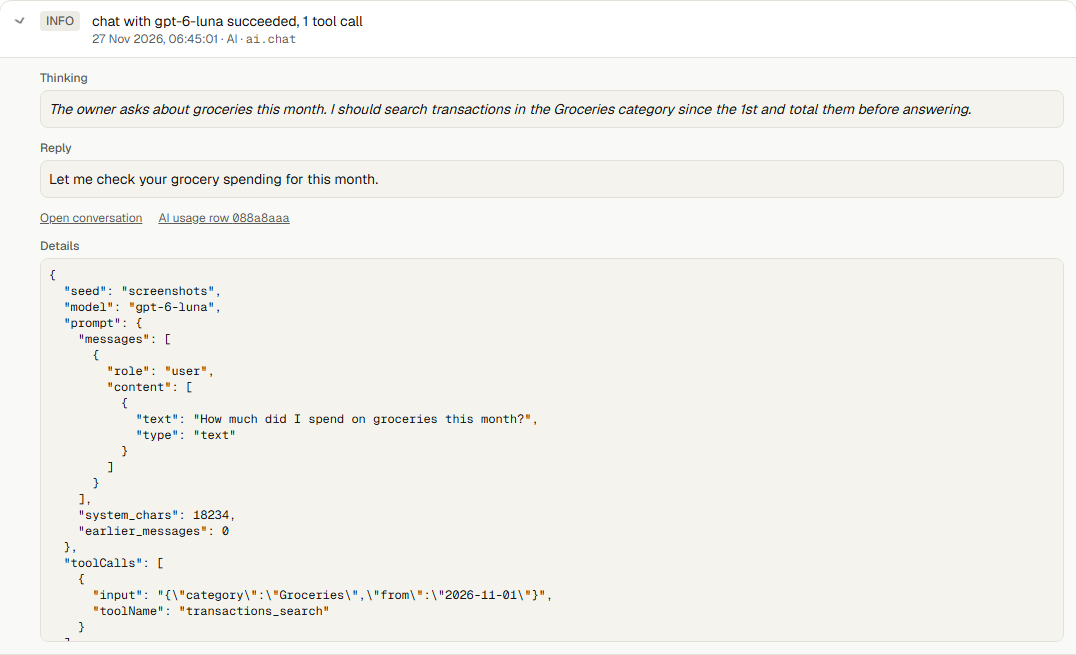 INFO chat with gpt-6-luna succeeded, 1 tool call
27 Nov 2026, 06:45:01 · AI · ai.chat
Thinking
The owner asks about groceries this month. I should search transactions in the Groceries category since the 1st and total them before answering.
Reply
Let me check your grocery spending for this month.
Open conversation AI usage row 088a8aaa
Details
{
  "seed": "screenshots",
  "model": "gpt-6-luna",
  "prompt": {
    "messages": [
      {
        "role": "user",
        "content": [
          {
            "text": "How much did I spend on groceries this month?",
            "type": "text"
          }
        ]
      }
    ],
    "system_chars": 18234,
    "earlier_messages": 0
  },
  "toolCalls": [
    {
      "input": "{\"category\":\"Groceries\",\"from\":\"2026-11-01\"}",
      "toolName": "transactions_search"
    }